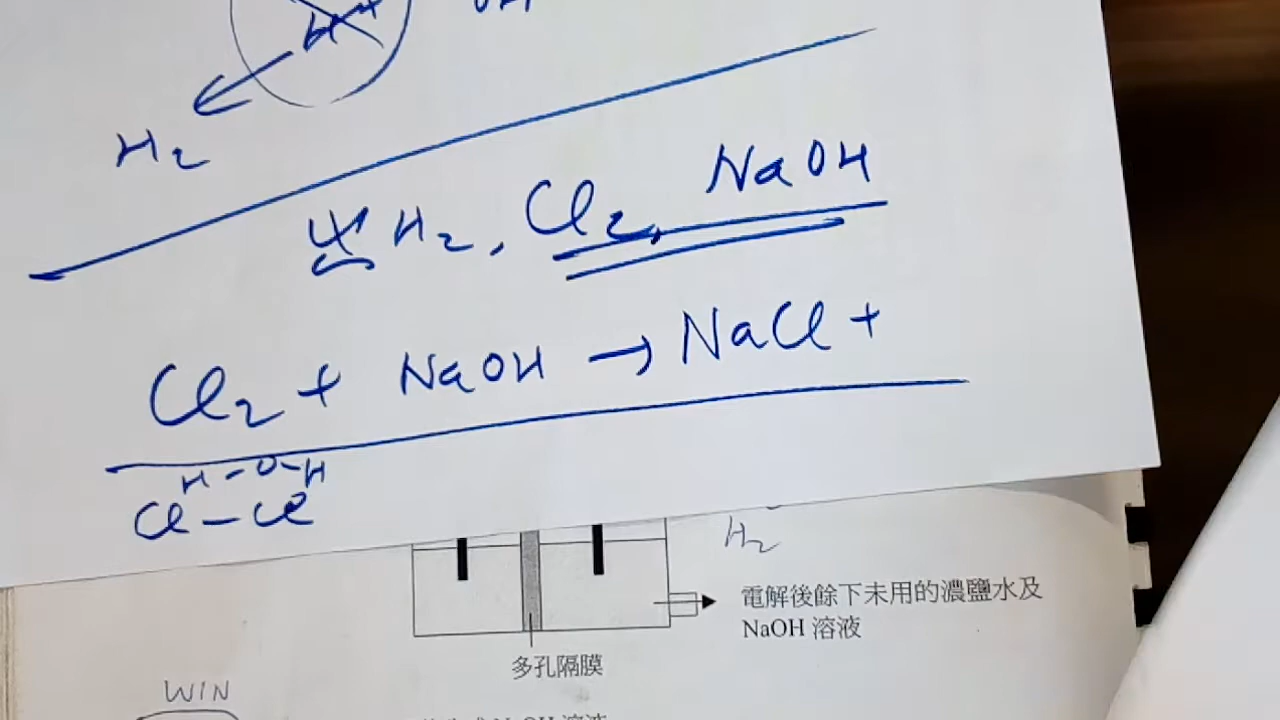 H₂
H₂, Cl₂, NaOH
Cl₂ + NaOH → NaCl +
H-O-H
Cl-Cl
H₂
電解後餘下未用的濃鹽水及
NaOH 溶液
多孔隔膜
WIN